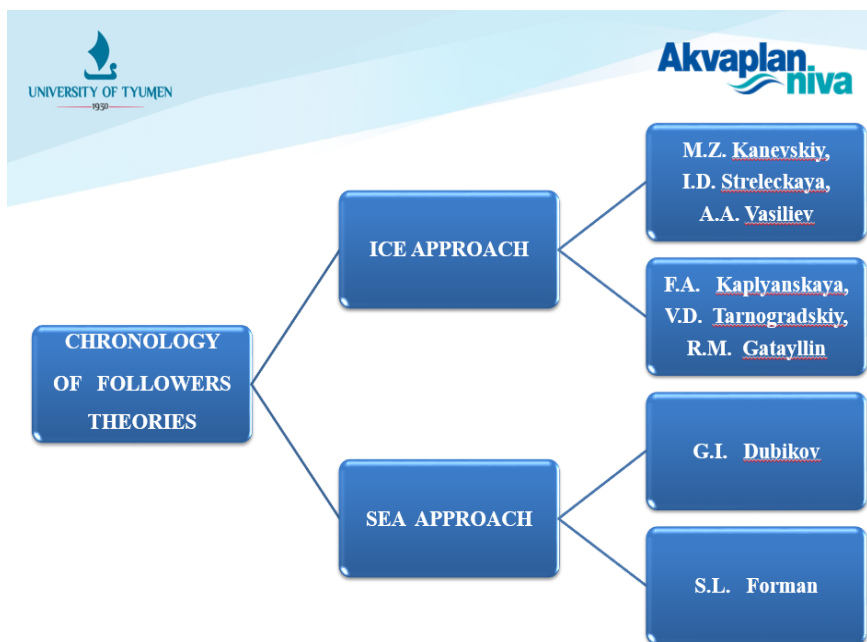 UNIVERSITY OF TYUMEN
1930
Akvaplan
niva
CHRONOLOGY
OF FOLLOWERS
THEORIES
ICE APPROACH
SEA APPROACH
M.Z. Kanevskiy,
I.D. Streleckaya,
A.A. Vasiliev
F.A. Kaplyanskaya,
V.D. Tarnogradskiy,
R.M. Gatayllin
G.I. Dubikov
S.L. Forman